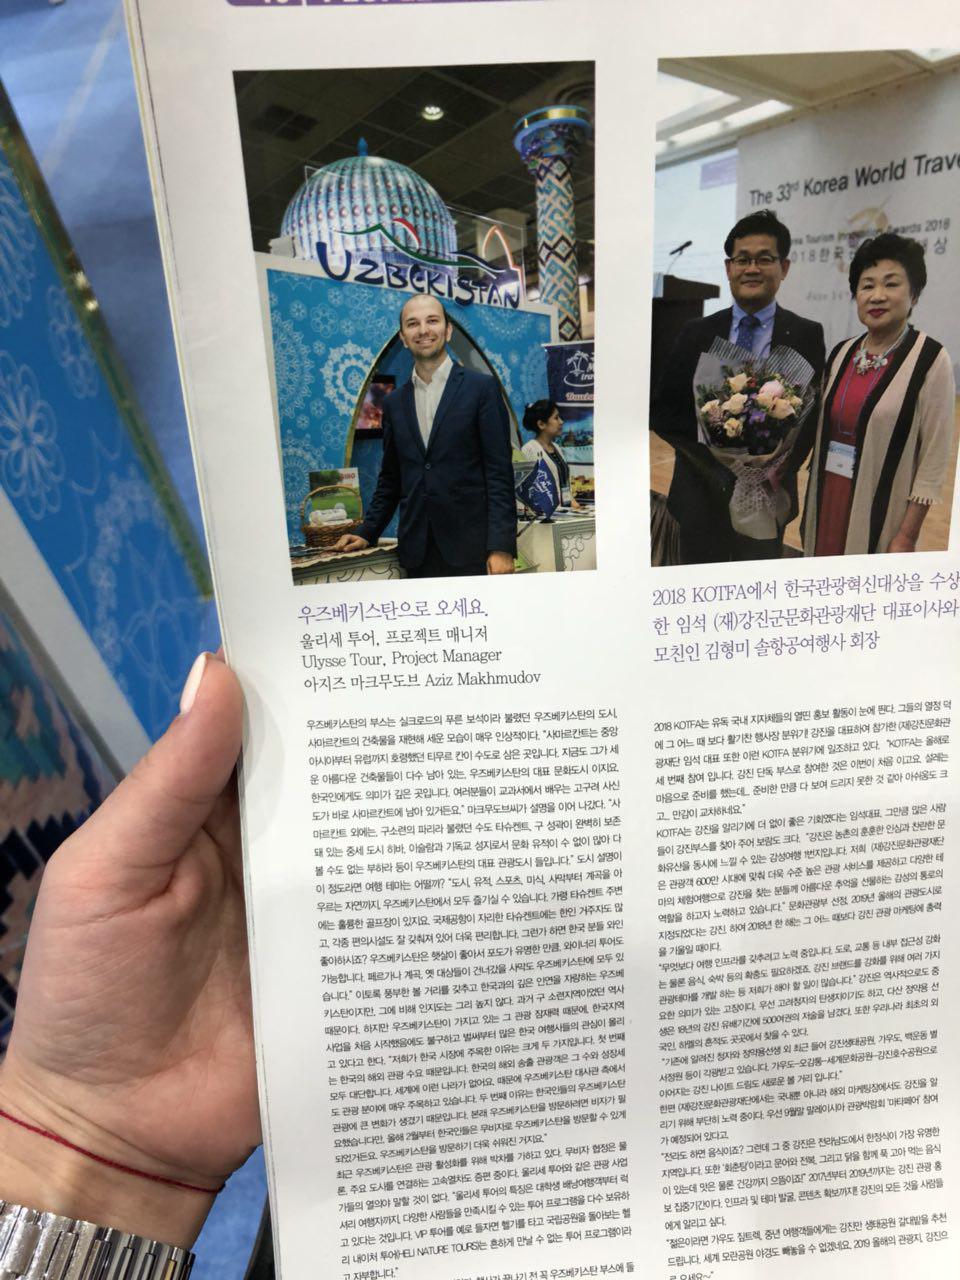 UZBEKISTAN
The 33rd Korea World Trave
Tourism Innovation Awards 2018
우즈베키스탄으로 오세요.
울리세 투어, 프로젝트 매니저
Ulysse Tour, Project Manager
아지즈 마크무도브 Aziz Makhmudov
우즈베키스탄의 부스는 실크로드의 푸른 보석이라 불렸던 우즈베키스탄의 도시,
사마르칸트의 건축물을 재현해 세운 모습이 매우 인상적이다. "사마르칸트는 중앙
아시아부터 유럽까지 호령했던 티무르 칸이 수도로 삼은 곳입니다. 지금도 그가 세
운 아름다운 건축물들이 다수 남아 있는, 우즈베키스탄의 대표 문화도시 이지요.
한국인에게도 의미가 깊은 곳입니다. 여러분들이 교과서에서 배우는 고구려 사신
도가 바로 사마르칸트에 남아 있거든요." 마크무도브씨가 설명을 이어 나갔다. "사
마르칸트 외에는, 구소련의 파리라 불렸던 수도 타슈켄트, 구 성곽이 완벽히 보존
돼 있는 중세 도시 히바, 이슬람과 기독교 성지로서 문화 유적이 수 없이 많아 다
볼 수도 없는 부하라 등이 우즈베키스탄의 대표 관광도시 들입니다." 도시 설명이
이 정도라면 여행 테마는 어떨까? "도시, 유적, 스포츠, 미식, 사막부터 계곡을 아
우르는 자연까지, 우즈베키스탄에서 모두 즐기실 수 있습니다. 가령 타슈켄트 주변
에는 훌륭한 골프장이 있지요. 국제공항이 자리한 타슈켄트에는 한인 거주자도 많
고, 각종 편의시설도 잘 갖춰져 있어 더욱 편리합니다. 그런가 하면 한국 분들 와인
좋아하시죠? 우즈베키스탄은 햇살이 좋아서 포도가 유명한 만큼, 와이너리 투어도
가능합니다. 페르가나 계곡, 옛 대상들이 건너갔을 사막도 우즈베키스탄에 모두 있
습니다." 이토록 풍부한 볼 거리를 갖추고 한국과의 깊은 인연을 자랑하는 우즈베
키스탄이지만, 그에 비해 인지도는 그리 높지 않다. 과거 구 소련지역이었던 역사
때문이다. 하지만 우즈베키스탄이 가지고 있는 그 관광 잠재력 때문에, 한국지역
사업을 처음 시작했음에도 불구하고 벌써부터 많은 한국 여행사들의 관심이 몰리
고 있다고 한다. "저희가 한국 시장에 주목한 이유는 크게 두 가지입니다. 첫 번째
는 한국의 해외 관광 수요 때문입니다. 한국의 해외 송출 관광객은 그 수와 성장세
모두 대단합니다. 세계에 이런 나라가 없어요. 때문에 우즈베키스탄 대사관 측에서
도 관광 분야에 매우 주목하고 있습니다. 두 번째 이유는 한국인들의 우즈베키스탄
관광에 큰 변화가 생겼기 때문입니다. 본래 우즈베키스탄을 방문하려면 비자가 필
요했습니다만, 올해 2월부터 한국인들은 무비자로 우즈베키스탄을 방문할 수 있게
되었거든요. 우즈베키스탄을 방문하기 더욱 쉬워진 거지요."
최근 우즈베키스탄은 관광 활성화를 위해 박차를 가하고 있다. 무비자 협정은 물
론, 주요 도시를 연결하는 고속열차도 증편 중이다. 울리세 투어와 같은 관광 사업
가들의 열의야 말할 것이 없다. "울리세 투어의 특징은 대학생 배낭여행객부터 럭
셔리 여행자까지, 다양한 사람들을 만족시킬 수 있는 투어 프로그램을 다수 보유하
고 있다는 것입니다. VIP 투어를 예로 들자면 헬기를 타고 국립공원을 돌아보는 헬
리 내이처 투어(HELI NATURE TOURS)는 흔하게 만날 수 없는 투어 프로그램이라
고 자부합니다."
행사가 끝나기 전 꼭 우즈베키스탄 부스에 들
2018 KOTFA에서 한국관광혁신대상을 수상
한 임석 (재)강진군문화관광재단 대표이사와
모친인 김형미 솔항공여행사 회장
2018 KOTFA는 유독 국내 지자체들의 열띤 홍보 활동이 눈에 띈다. 그들의 열정 덕
에 그 어느 때 보다 활기찬 행사장 분위기! 강진을 대표하여 참가한 (재)강진문화관
광재단 임석 대표 또한 이런 KOTFA 분위기에 일조하고 있다. "KOTFA는 올해로
세 번째 참여 입니다. 강진 단독 부스로 참여한 것은 이번이 처음 이고요. 설레는
마음으로 준비를 했는데... 준비한 만큼 다 보여 드리지 못한 것 같아 아쉬움도 크
고... 만감이 교차하네요."
KOTFA는 강진을 알리기에 더 없이 좋은 기회였다는 임석대표. 그만큼 많은 사람
들이 강진부스를 찾아 주어 보람도 크다. "강진은 농촌의 훈훈한 인심과 찬란한 문
화유산을 동시에 느낄 수 있는 감성여행 1번지입니다. 저희 (재)강진문화관광재단
은 관광객 600만 시대에 맞춰 더욱 수준 높은 관광 서비스를 제공하고 다양한 테
마의 체험여행으로 강진을 찾는 분들께 아름다운 추억을 선물하는 감성의 통로의
역할을 하고자 노력하고 있습니다." 문화관광부 선정, 2019년 올해의 관광도시로
지정되었다는 강진. 하여 2018년 한 해는 그 어느 때보다 강진 관광 마케팅에 총력
을 기울일 때이다.
"무엇보다 여행 인프라를 갖추려고 노력 중입니다. 도로, 교통 등 내부 접근성 강화
는 물론 음식, 숙박 등의 확충도 필요하겠죠. 강진 브랜드를 강화를 위해 여러 가지
관광테마를 개발 하는 등 저희가 해야 할 일이 많습니다." 강진은 역사적으로도 중
요한 의미가 있는 고장이다. 우선 고려청자의 탄생지이기도 하고, 다산 정약용 선
생은 18년의 강진 유배기간에 500여권의 저술을 남겼다. 또한 우리나라 최초의 외
국인, 하멜의 흔적도 곳곳에서 찾을 수 있다.
"기존에 알려진 청자와 정약용선생 외 최근 들어 강진생태공원, 가우도, 백운동 별
서정원 등이 각광받고 있습니다. 가우도-오감통-세계문화공원-강진호수공원으로
이어지는 강진 나이트 드림도 새로운 볼 거리 입니다."
한편 (재)강진문화관광재단에서는 국내뿐 아니라 해외 마케팅장에서도 강진을 알
리기 위해 부단히 노력 중이다. 우선 9월말 말레이시아 관광박람회 '마타페어' 참여
가 예정되어 있다고.
"전라도 하면 음식이죠? 그런데 그 중 강진은 전라남도에서 한정식이 가장 유명한
지역입니다. 또한 '회춘탕'이라고 문어와 전복, 그리고 닭을 함께 푹 고아 먹는 음식
이 있는데 맛은 물론 건강까지 으뜸이죠!" 2017년부터 2019년까지는 강진 관광 홍
보 집중기간이다. 인프라 및 테마 발굴, 콘텐츠 확보까지!! 강진의 모든 것을 사람들
에게 알리고 싶다.
"젊은이라면 가우도 짚트랙, 중년 여행객들에게는 강진만 생태공원 갈대밭을 추천
드립니다. 세계 모란공원 야경도 빼놓을 수 없겠네요. 2019 올해의 관광지, 강진으
로 오세요~"